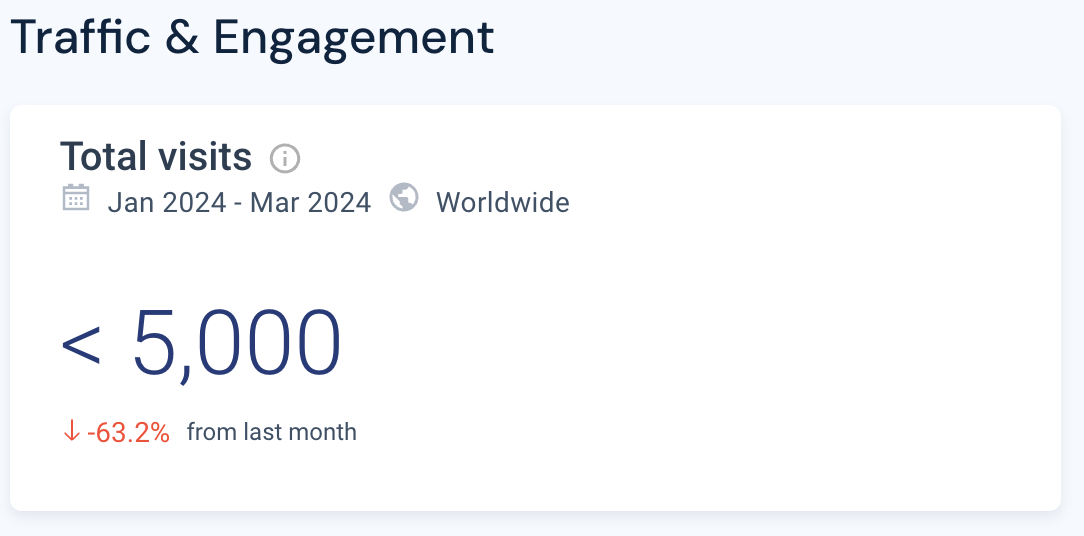 Traffic & Engagement
Total visits
Jan 2024 - Mar 2024 Worldwide
< 5,000
↓ -63.2% from last month